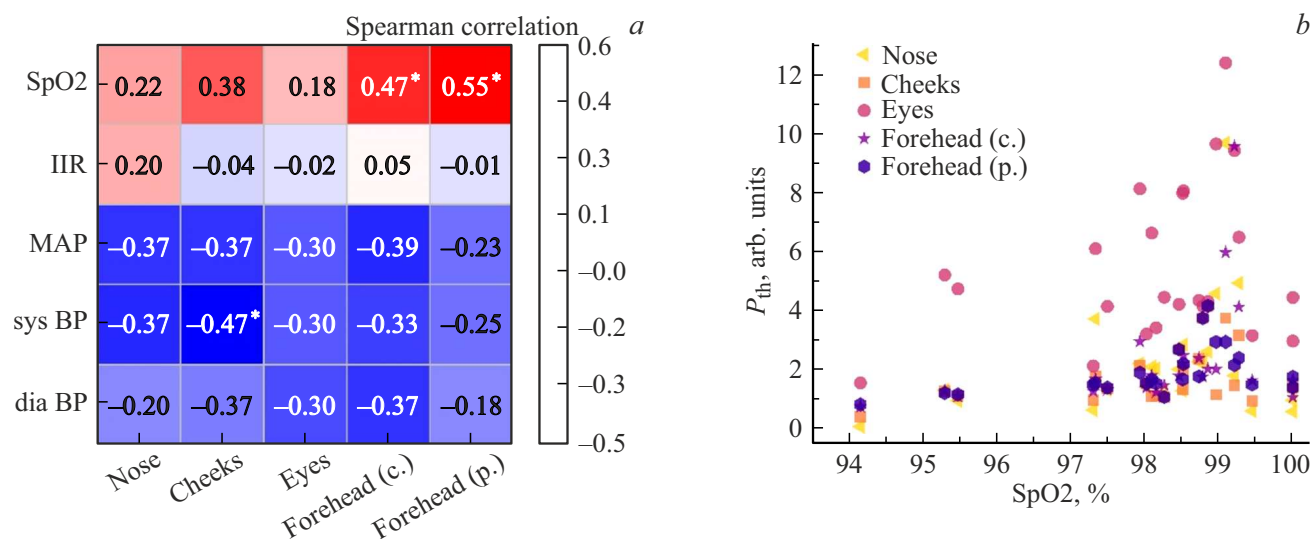 Spearman correlation
a
SpO2 0.22 0.38 0.18 0.47* 0.55*
IIR 0.20 –0.04 –0.02 0.05 –0.01
MAP –0.37 –0.37 –0.30 –0.39 –0.23
sys BP –0.37 –0.47* –0.30 –0.33 –0.25
dia BP –0.20 –0.37 –0.30 –0.37 –0.18
Nose Cheeks Eyes Forehead (c.) Forehead (p.)
0.6
0.4
0.3
0.1
–0.0
–0.2
–0.3
–0.5
b
Nose
Cheeks
Eyes
Forehead (c.)
Forehead (p.)
Pth, arb. units
12
10
8
6
4
2
0
94 95 96 97 98 99 100
SpO2, %